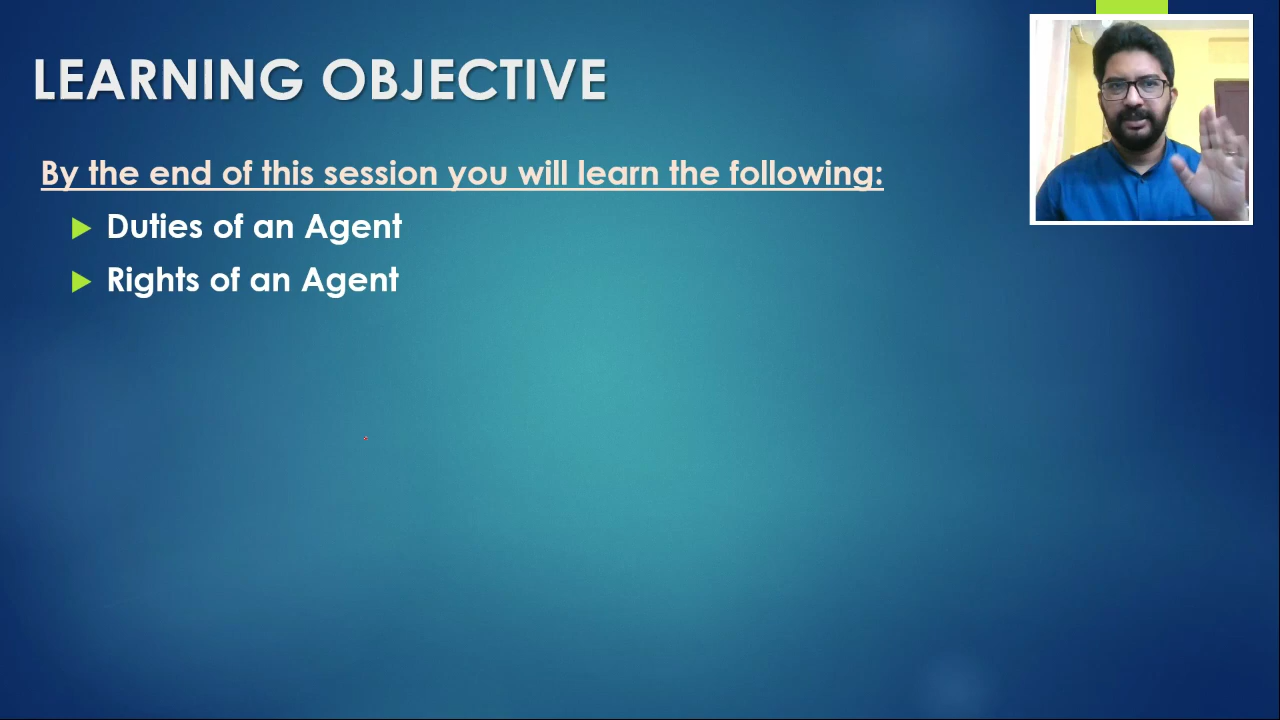 LEARNING OBJECTIVE
By the end of this session you will learn the following:
Duties of an Agent
Rights of an Agent